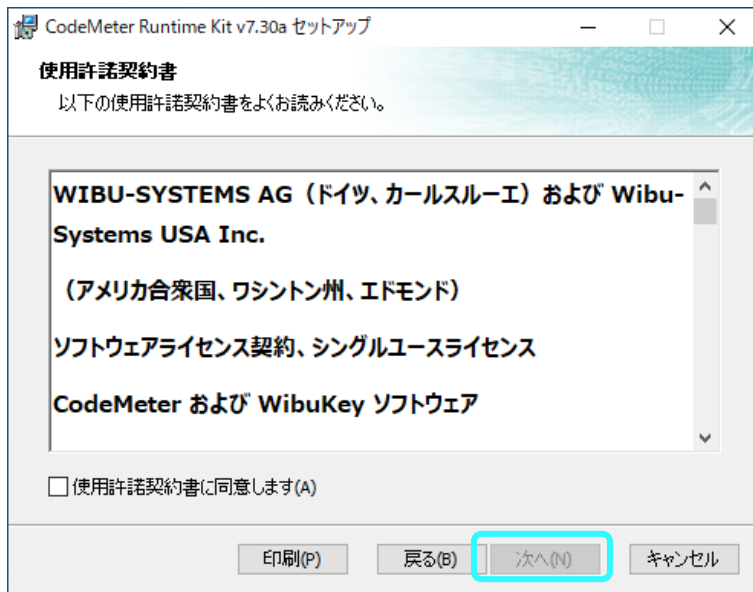 CodeMeter Runtime Kit v7.30a セットアップ
使用許諾契約書
以下の使用許諾契約書をよくお読みください。
WIBU-SYSTEMS AG（ドイツ、カールスルーエ）および Wibu-
Systems USA Inc.
（アメリカ合衆国、ワシントン州、エドモンド）
ソフトウェアライセンス契約、シングルユースライセンス
CodeMeter および WibuKey ソフトウェア
使用許諾契約書に同意します(A)
印刷(P) 戻る(B) 次へ(N) キャンセル